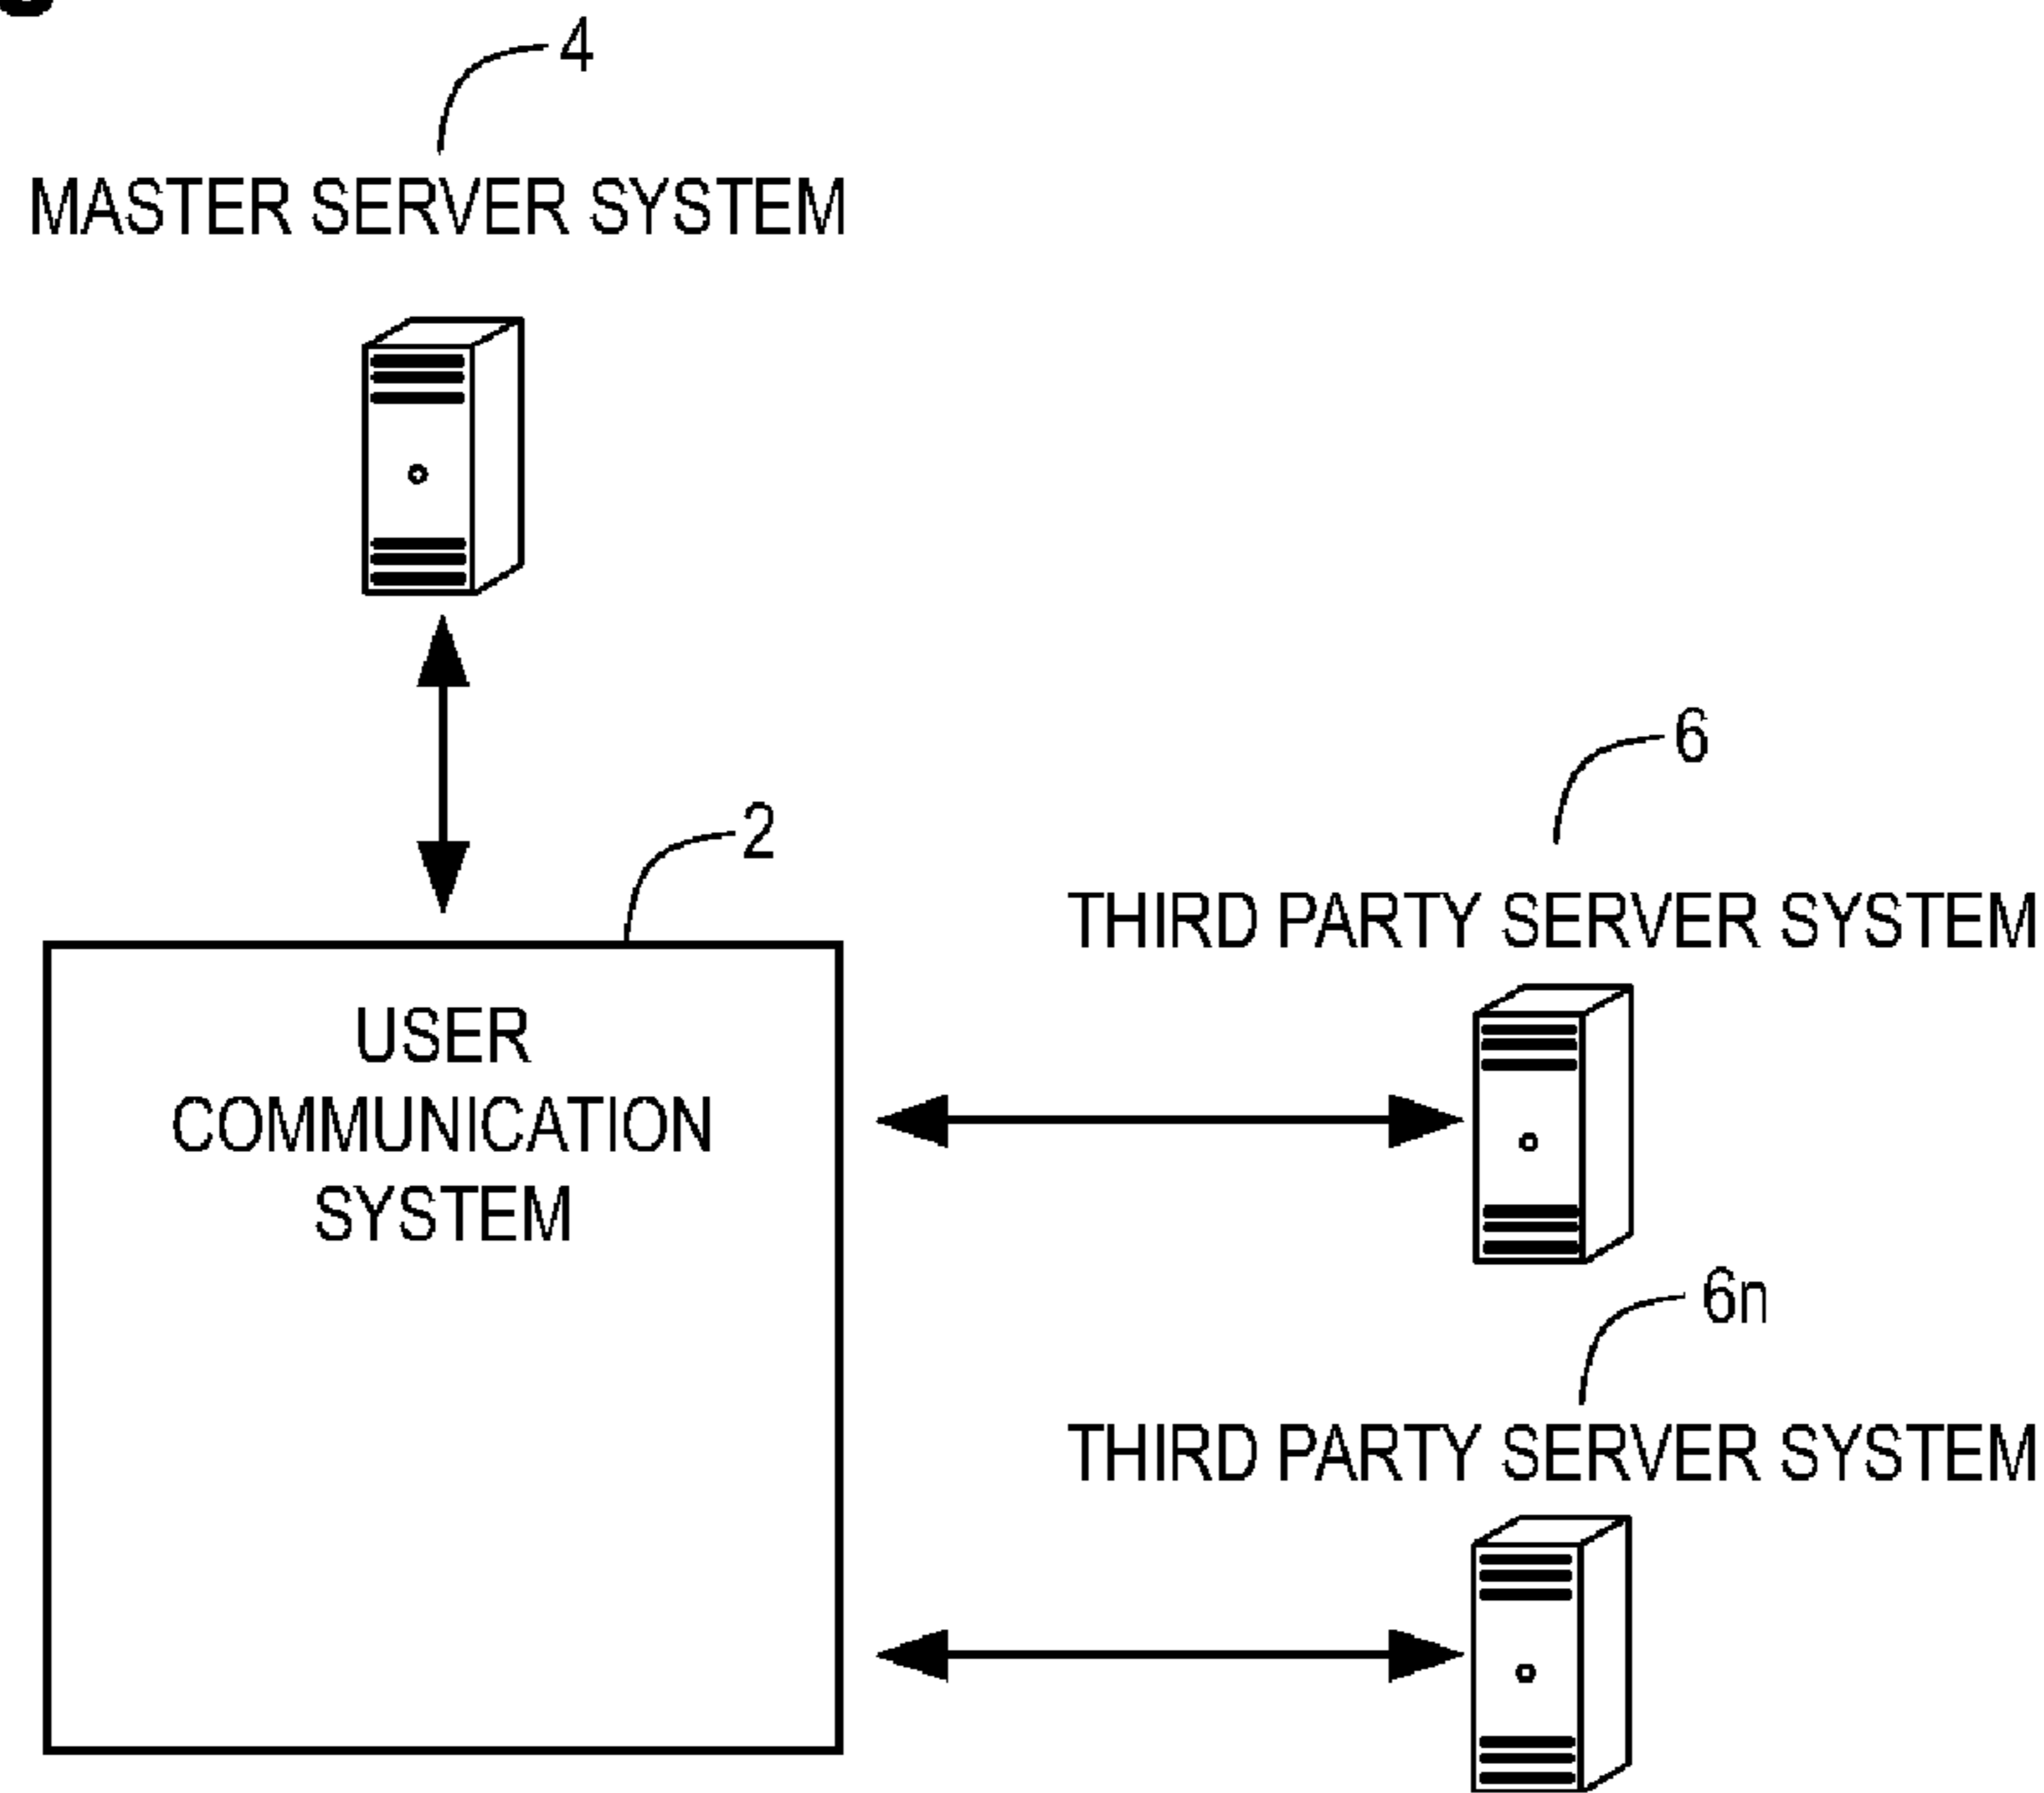 4
MASTER SERVER SYSTEM
6
2
THIRD PARTY SERVER SYSTEM
USER
COMMUNICATION
SYSTEM
6n
THIRD PARTY SERVER SYSTEM